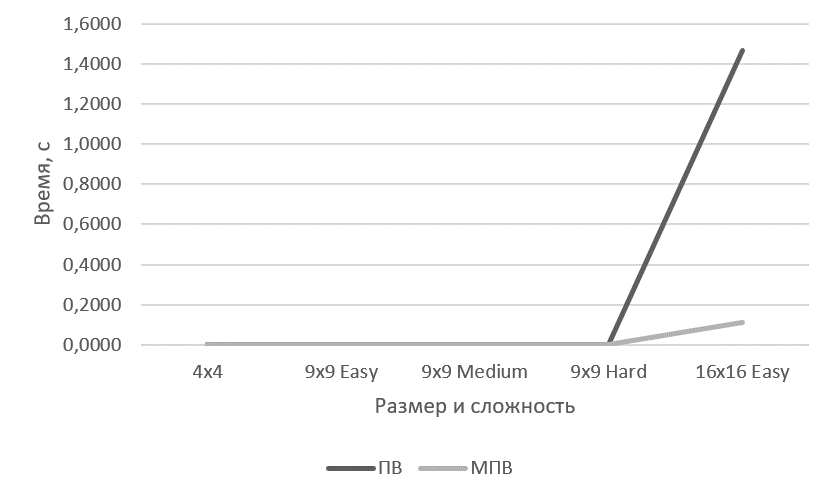 1,6000
1,4000
1,2000
1,0000
0,8000
0,6000
0,4000
0,2000
0,0000
Время, с
4x4
9x9 Easy
9x9 Medium
9x9 Hard
16x16 Easy
Размер и сложность
ПВ
МПВ